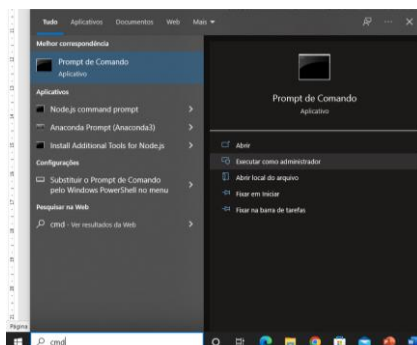 Tudo Aplicativos Documentos Web Mais
Melhor correspondência
Prompt de Comando
Aplicativo
Aplicativos
Node.js command prompt
Anaconda Prompt (Anaconda3)
Install Additional Tools for Node.js
Configurações
Substituir o Prompt de Comando
pelo Windows PowerShell no menu
Pesquisar na Web
cmd - Ver resultados da Web
Prompt de Comando
Aplicativo
Abrir
Executar como administrador
Abrir local do arquivo
Fixar em Iniciar
Fixar na barra de tarefas
Página
cmd